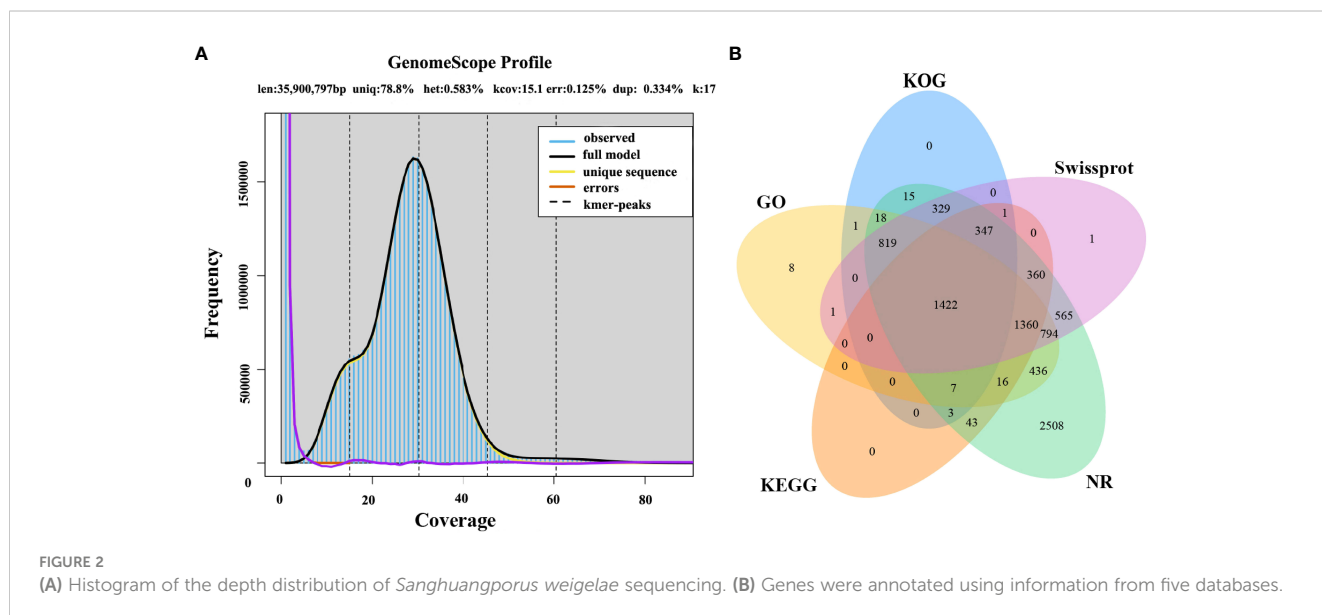 A
GenomeScope Profile
len:35,900,797bp uniq:78.8% het:0.583% kcov:15.1 err:0.125% dup: 0.334% k:17
observed
full model
unique sequence
errors
kmer-peaks
Frequency
1500000
1000000
500000
0
0
20
40
60
80
Coverage
B
KOG
Swissprot
GO
KEGG
NR
0
15
329
0
1
18
1
347
0
1
819
8
0
360
1422
1
1360
565
794
0
0
0
436
0
7
16
0
3
43
2508
0
FIGURE 2
(A) Histogram of the depth distribution of Sanghuangporus weigelae sequencing. (B) Genes were annotated using information from five databases.